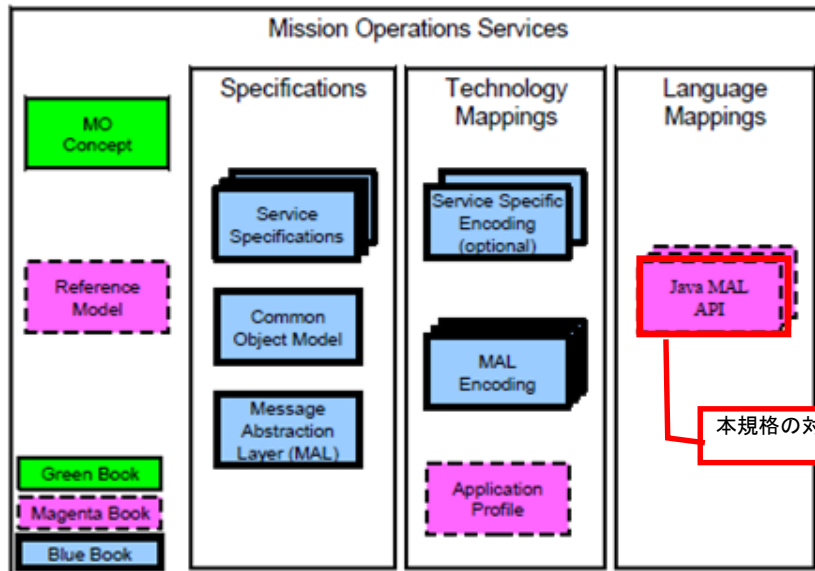 Mission Operations Services
MO
Concept
Reference
Model
Green Book
Magenta Book
Blue Book
Specifications
Service
Specifications
Common
Object Model
Message
Abstraction
Layer (MAL)
Technology
Mappings
Service Specific
Encoding
(optional)
MAL
Encoding
Application
Profile
Language
Mappings
Java MAL
API
本規格の対